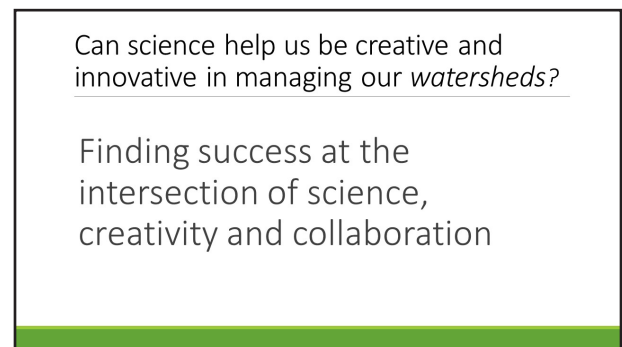 Can science help us be creative and
innovative in managing our watersheds?
Finding success at the
intersection of science,
creativity and collaboration